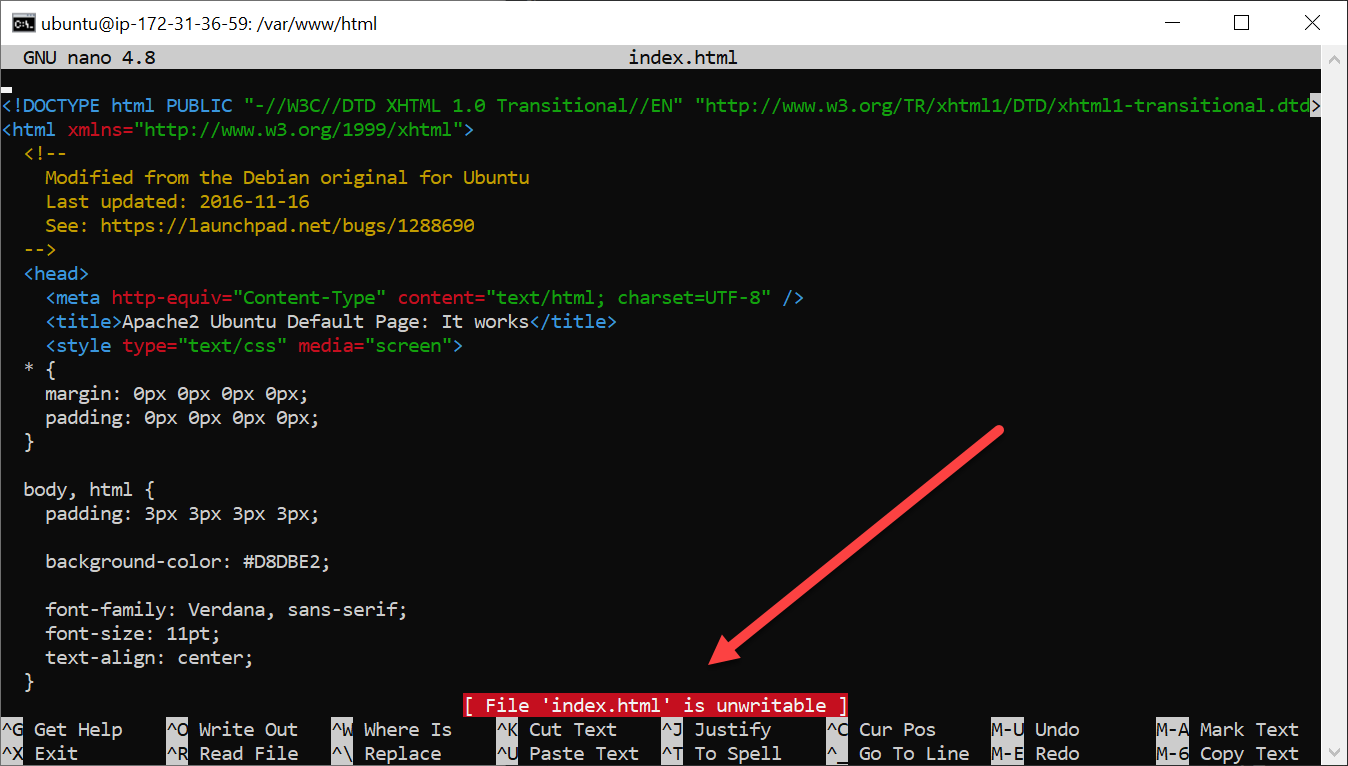 ubuntu@ip-172-31-36-59: /var/www/html
GNU nano 4.8 index.html
<!DOCTYPE html PUBLIC "-//W3C//DTD XHTML 1.0 Transitional//EN" "http://www.w3.org/TR/xhtml1/DTD/xhtml1-transitional.dtd>
<html xmlns="http://www.w3.org/1999/xhtml">
  <!--
    Modified from the Debian original for Ubuntu
    Last updated: 2016-11-16
    See: https://launchpad.net/bugs/1288690
  -->
  <head>
    <meta http-equiv="Content-Type" content="text/html; charset=UTF-8" />
    <title>Apache2 Ubuntu Default Page: It works</title>
    <style type="text/css" media="screen">
  * {
    margin: 0px 0px 0px 0px;
    padding: 0px 0px 0px 0px;
  }
  body, html {
    padding: 3px 3px 3px 3px;
    background-color: #D8DBE2;
    font-family: Verdana, sans-serif;
    font-size: 11pt;
    text-align: center;
  }
[ File 'index.html' is unwritable ]
^G Get Help ^O Write Out ^W Where Is ^K Cut Text ^J Justify ^C Cur Pos M-U Undo M-A Mark Text
^X Exit ^R Read File ^\ Replace ^U Paste Text ^T To Spell ^_ Go To Line M-E Redo M-6 Copy Text